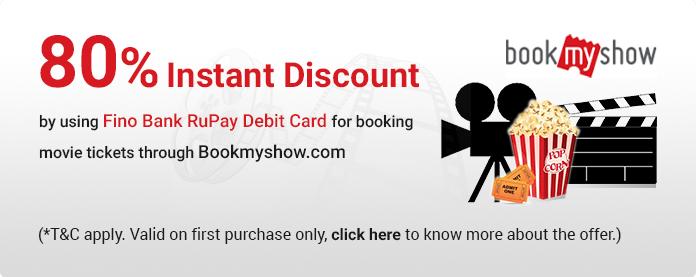 80% Instant Discount
bookmyshow
by using Fino Bank RuPay Debit Card for booking
movie tickets through Bookmyshow.com
POP
CORN
ADMIT
ONE
(*T&C apply. Valid on first purchase only, click here to know more about the offer.)